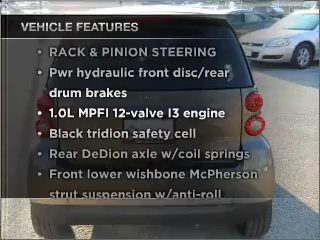 VEHICLE FEATURES
• RACK & PINION STEERING
• Pwr hydraulic front disc/rear
drum brakes
• 1.0L MPFI 12-valve I3 engine
• Black tridion safety cell
• Rear DeDion axle w/coil springs
• Front lower wishbone McPherson
strut suspension w/anti-roll